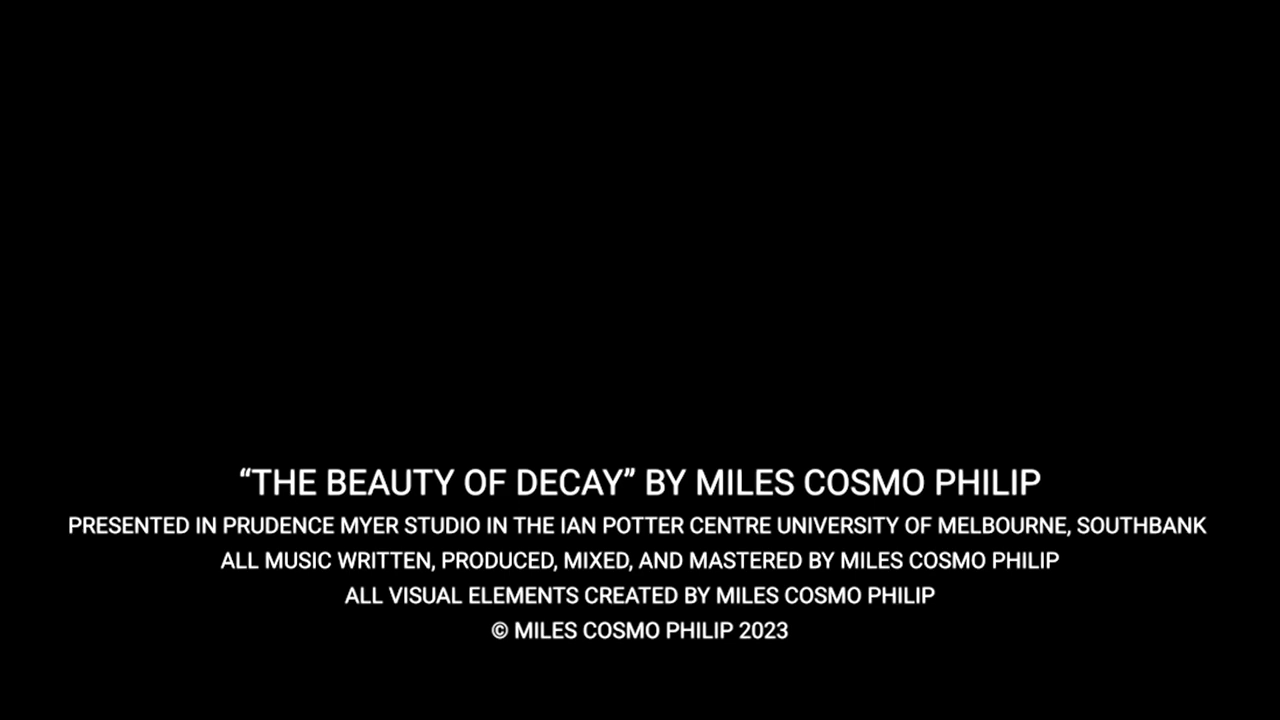 “THE BEAUTY OF DECAY” BY MILES COSMO PHILIP
PRESENTED IN PRUDENCE MYER STUDIO IN THE IAN POTTER CENTRE UNIVERSITY OF MELBOURNE, SOUTHBANK
ALL MUSIC WRITTEN, PRODUCED, MIXED, AND MASTERED BY MILES COSMO PHILIP
ALL VISUAL ELEMENTS CREATED BY MILES COSMO PHILIP
© MILES COSMO PHILIP 2023